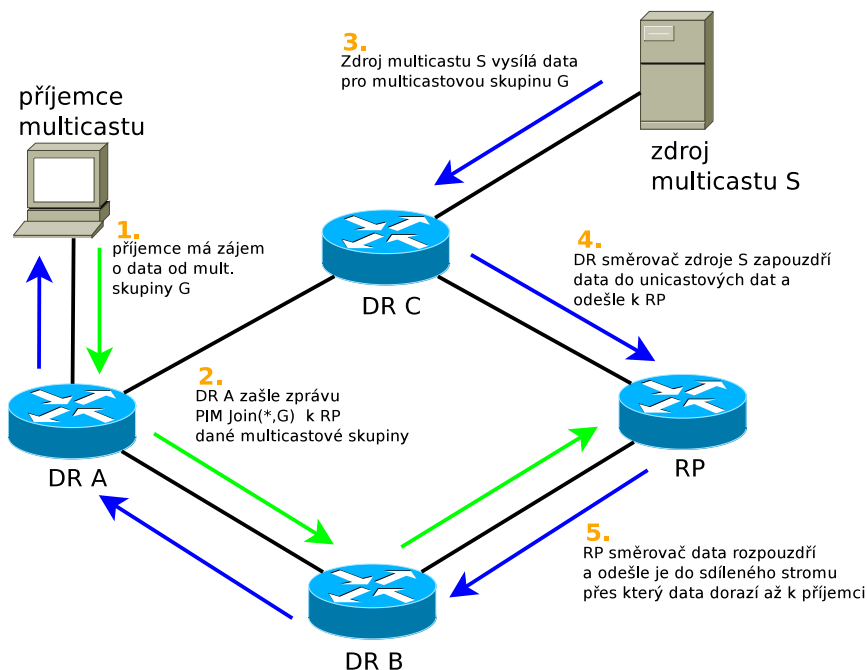 3.
Zdroj multicastu S vysílá data
pro multicastovou skupinu G
příjemce
multicastu
zdroj
multicastu S
1.
příjemce má zájem
o data od mult.
skupiny G
4.
DR směrovač zdroje S zapouzdří
data do unicastových dat a
odešle k RP
DR C
2.
DR A zašle zprávu
PIM Join(*,G) k RP
dané multicastové skupiny
DR A
RP
5.
RP směrovač data rozpouzdří
a odešle je do sdíleného stromu
přes který data dorazí až k příjemci
DR B